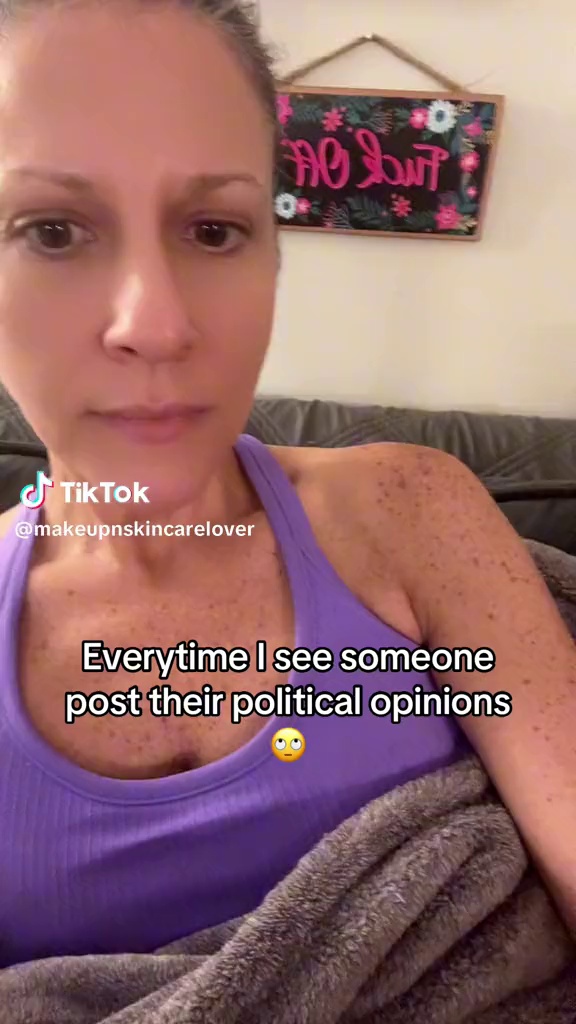 Fuck Off
TikTok
@makeupnskincarelover
Everytime I see someone
post their political opinions
🙄